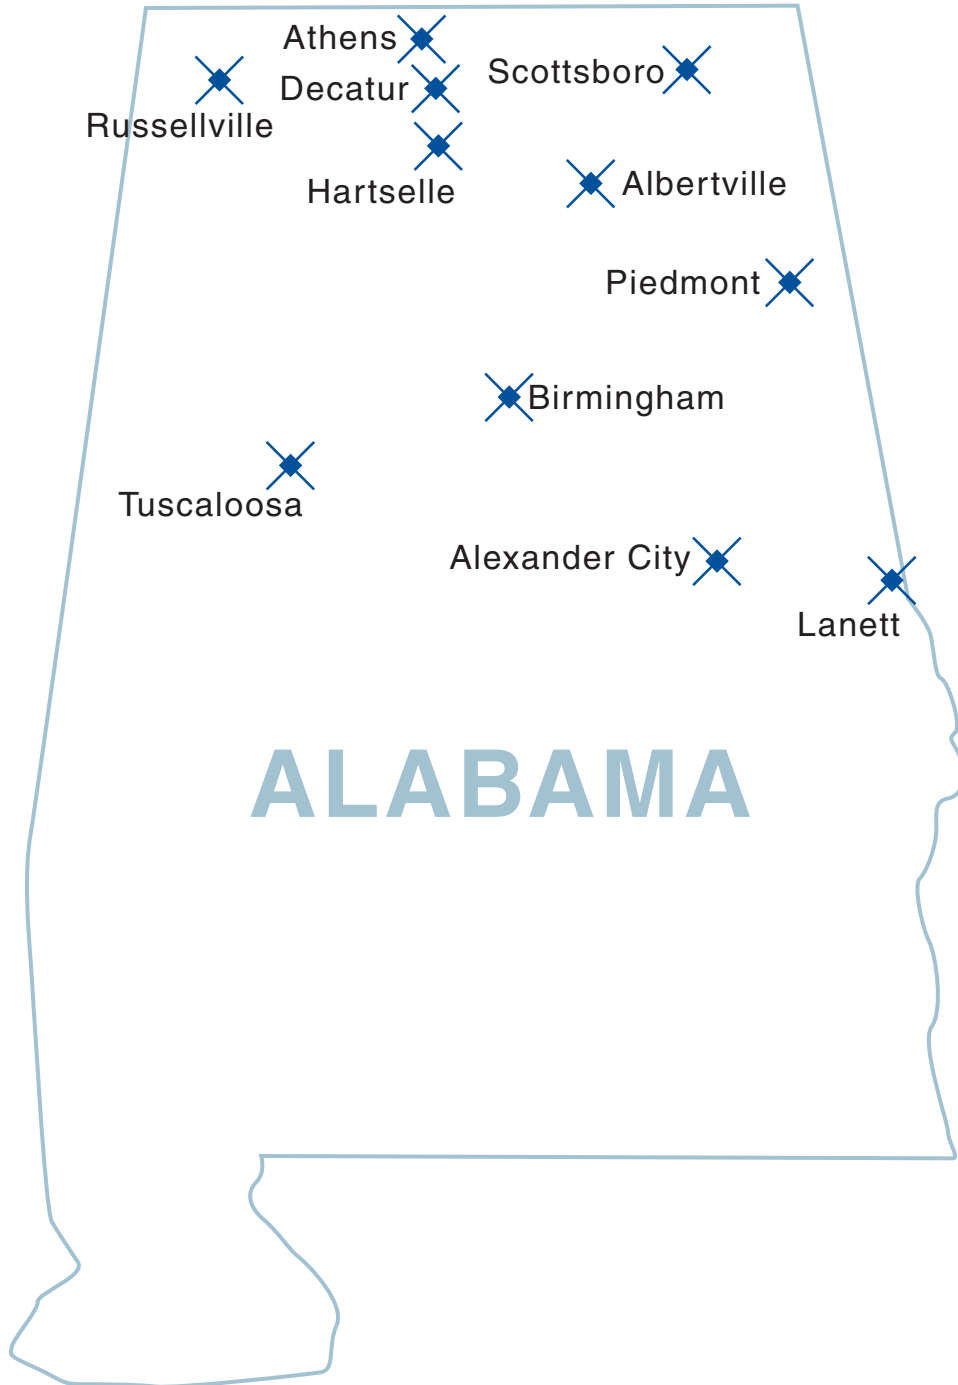 Athens
Scottsboro
Decatur
Russellville
Hartselle
Albertville
Piedmont
Birmingham
Tuscaloosa
Alexander City
Lanett
ALABAMA